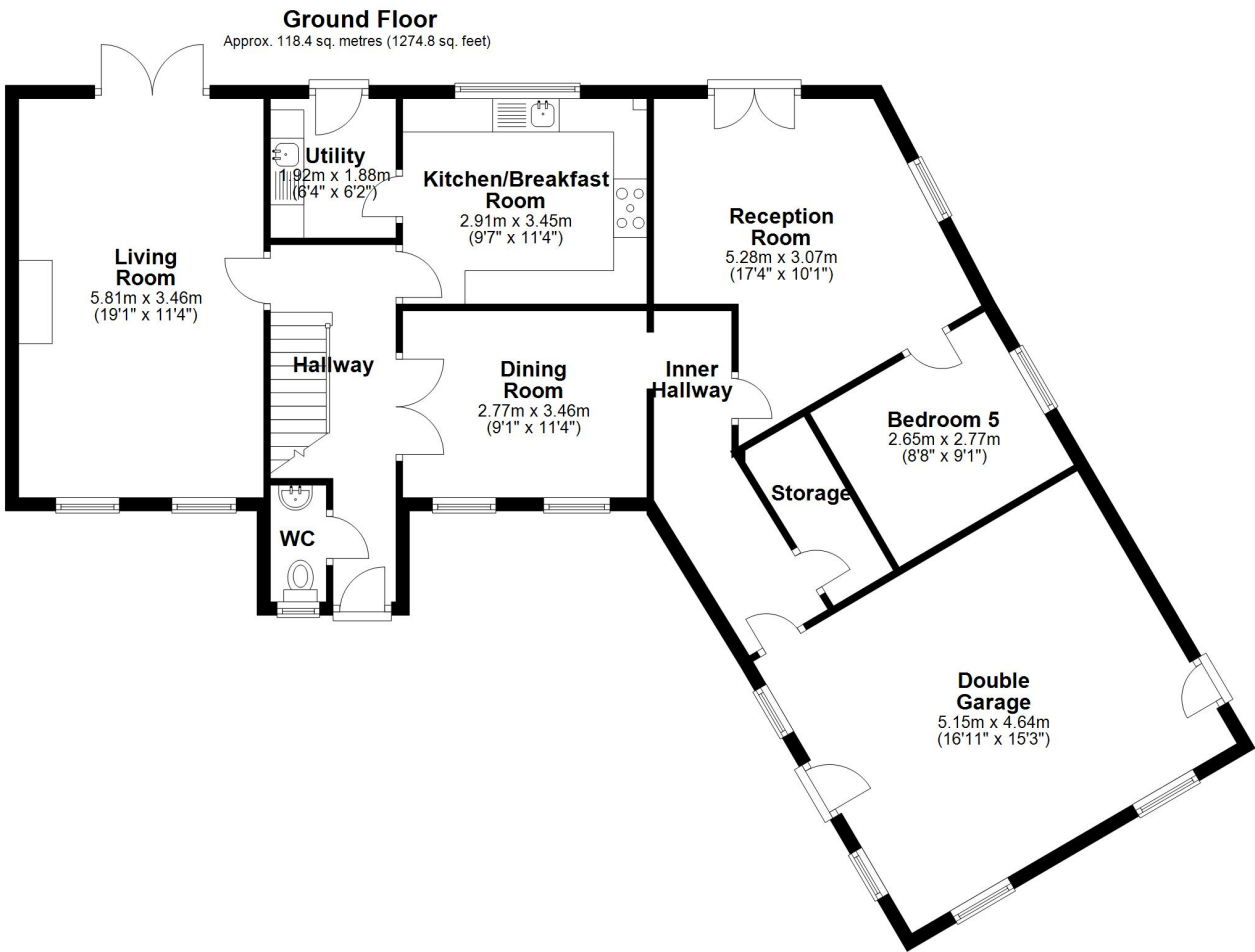 Ground Floor
Approx. 118.4 sq. metres (1274.8 sq. feet)
Utility
1.92m x 1.88m
(6'4" x 6'2")
Kitchen/Breakfast
Room
2.91m x 3.45m
(9'7" x 11'4")
Reception
Room
5.28m x 3.07m
(17'4" x 10'1")
Living
Room
5.81m x 3.46m
(19'1" x 11'4")
Hallway
Dining
Room
2.77m x 3.46m
(9'1" x 11'4")
Inner
Hallway
Bedroom 5
2.65m x 2.77m
(8'8" x 9'1")
Storage
WC
Double
Garage
5.15m x 4.64m
(16'11" x 15'3")